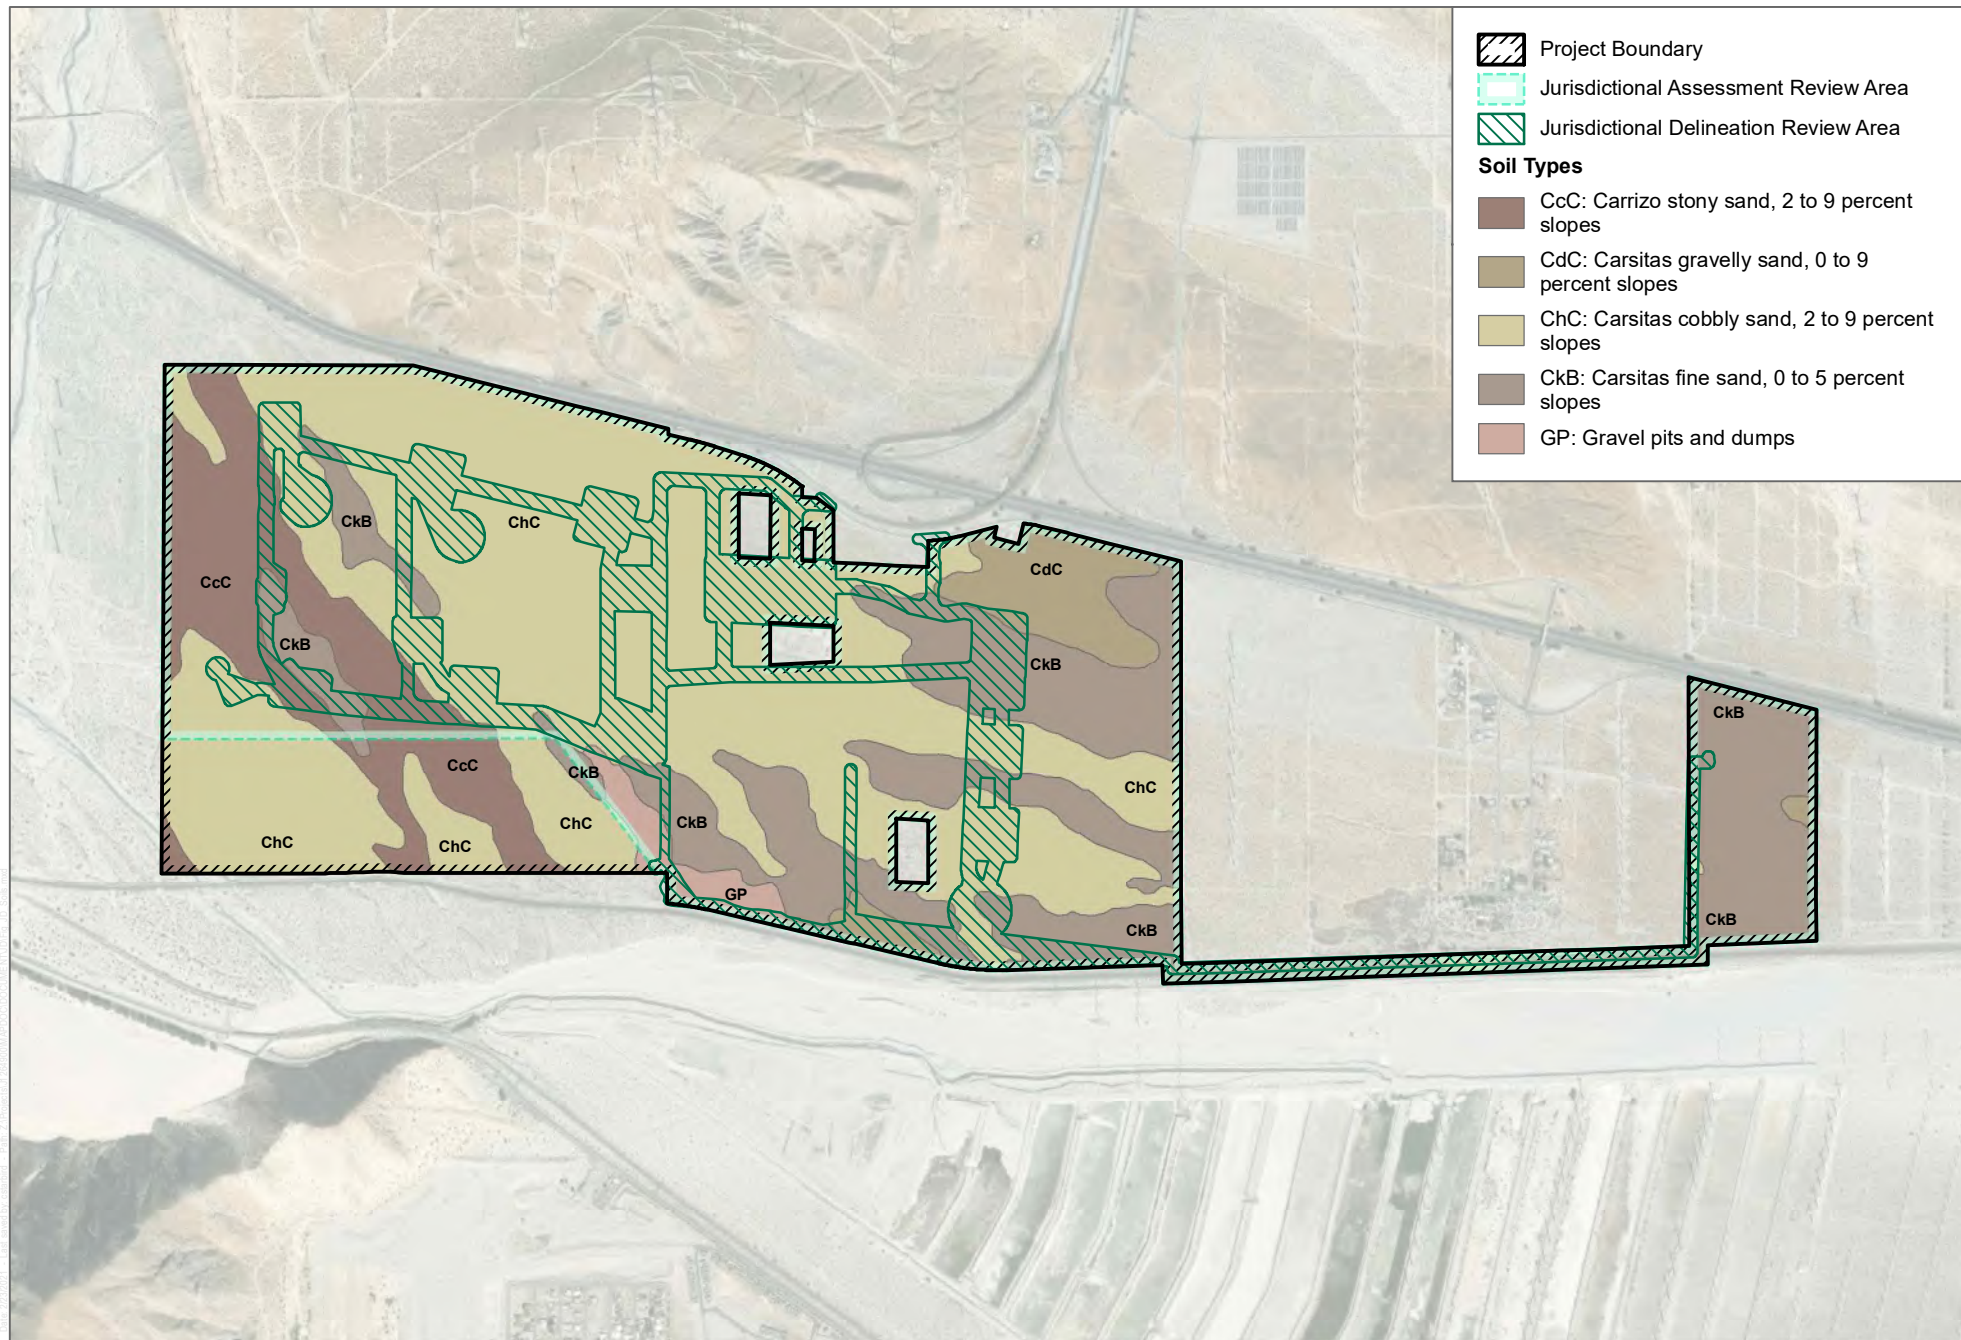 Project Boundary
Jurisdictional Assessment Review Area
Jurisdictional Delineation Review Area
Soil Types
CcC: Carrizo stony sand, 2 to 9 percent
slopes
CdC: Carsitas gravelly sand, 0 to 9
percent slopes
ChC: Carsitas cobbly sand, 2 to 9 percent
slopes
CkB: Carsitas fine sand, 0 to 5 percent
slopes
GP: Gravel pits and dumps
CkB
ChC
CcC
CdC
CkB
CkB
CkB
CcC
CkB
ChC
ChC
CkB
ChC
ChC
GP
CkB
CkB
CkB